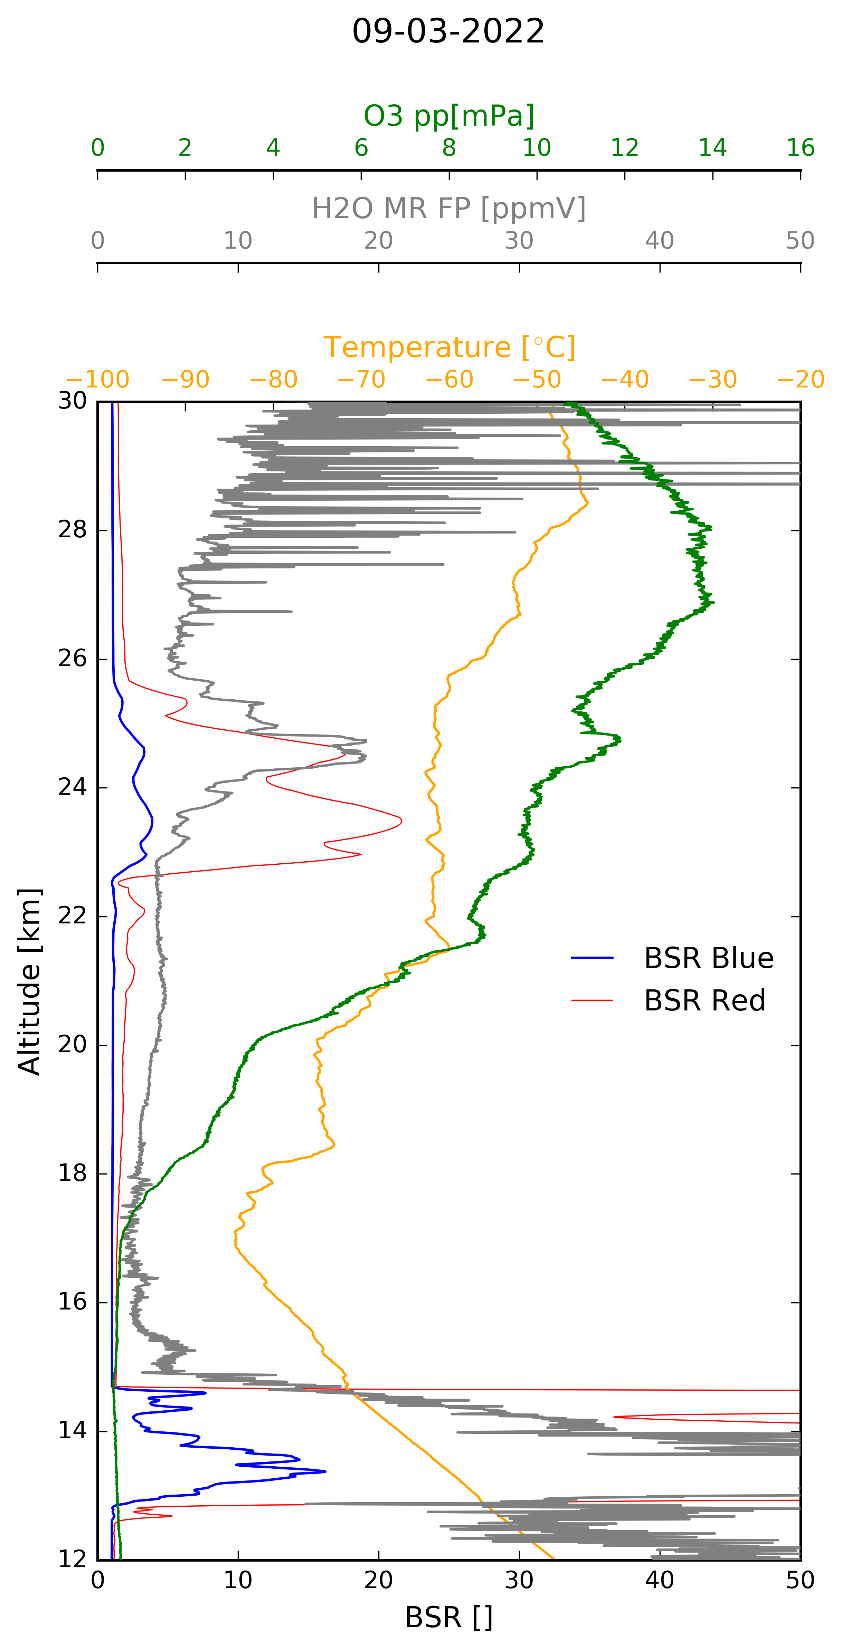 09-03-2022
O3 pp[mPa]
0 2 4 6 8 10 12 14 16
H2O MR FP [ppmV]
0 10 20 30 40 50
Temperature [°C]
−100 −90 −80 −70 −60 −50 −40 −30 −20
30
28
26
24
22
20
18
16
14
12
Altitude [km]
BSR Blue
BSR Red
0 10 20 30 40 50
BSR []